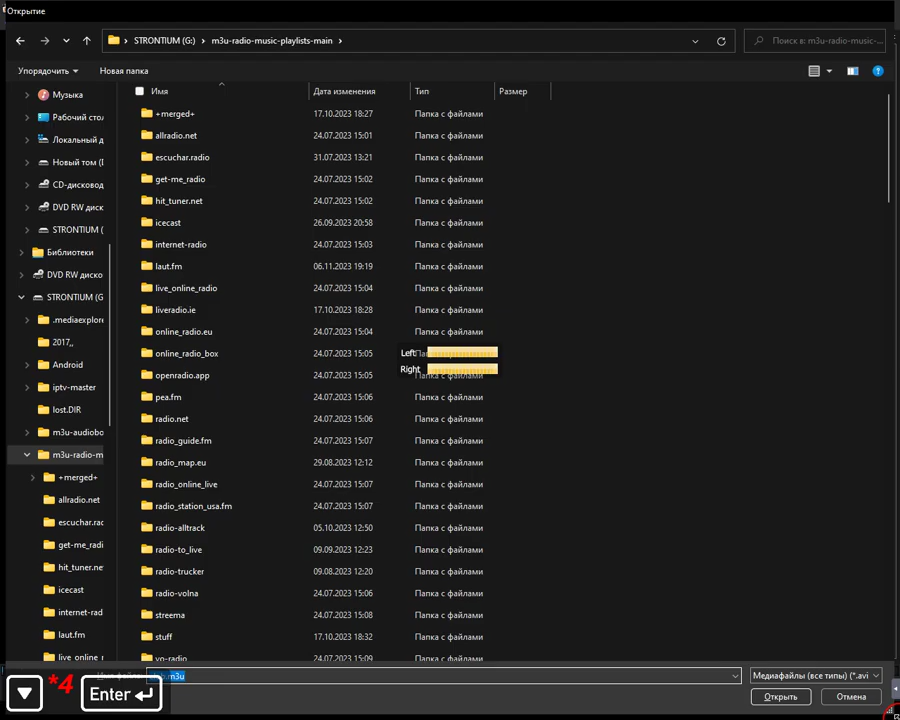 Открытие
STRONTIUM (G:) > m3u-radio-music-playlists-main >
Поиск в: m3u-radio-music-...
Упорядочить
Новая папка
Имя
Дата изменения
Тип
Размер
Музыка
Рабочий стол
Локальный д
Новый том (
CD-дисковод
DVD RW диск
STRONTIUM (
Библиотеки
DVD RW диско
STRONTIUM (G
.mediaexplore
2017,,
Android
iptv-master
lost.DIR
m3u-audiobo
m3u-radio-m
+merged+
allradio.net
escuchar.rac
get-me_radi
hit_tuner.net
icecast
internet-rad
laut.fm
live_online_r
+merged+ 17.10.2023 18:27 Папка с файлами
allradio.net 24.07.2023 15:01 Папка с файлами
escuchar.radio 31.07.2023 13:21 Папка с файлами
get-me_radio 24.07.2023 15:02 Папка с файлами
hit_tuner.net 24.07.2023 15:02 Папка с файлами
icecast 26.09.2023 20:58 Папка с файлами
internet-radio 24.07.2023 15:03 Папка с файлами
laut.fm 06.11.2023 19:19 Папка с файлами
live_online_radio 24.07.2023 15:04 Папка с файлами
liveradio.ie 17.10.2023 18:28 Папка с файлами
online_radio.eu 24.07.2023 15:04 Папка с файлами
online_radio_box 24.07.2023 15:05
Left
Right
openradio.app 24.07.2023 15:05 Папка с файлами
pea.fm 24.07.2023 15:06 Папка с файлами
radio.net 24.07.2023 15:06 Папка с файлами
radio_guide.fm 24.07.2023 15:07 Папка с файлами
radio_map.eu 29.08.2023 12:12 Папка с файлами
radio_online_live 24.07.2023 15:07 Папка с файлами
radio_station_usa.fm 24.07.2023 15:07 Папка с файлами
radio-alltrack 05.10.2023 12:50 Папка с файлами
radio-to_live 09.09.2023 12:23 Папка с файлами
radio-trucker 09.08.2023 12:20 Папка с файлами
radio-volna 24.07.2023 15:06 Папка с файлами
streema 24.07.2023 15:08 Папка с файлами
stuff 17.10.2023 18:32 Папка с файлами
vo-radio 24.07.2023 15:09 Папка с файлами
.m3u
Медиафайлы (все типы) (*.avi
*4
Enter
Открыть
Отмена